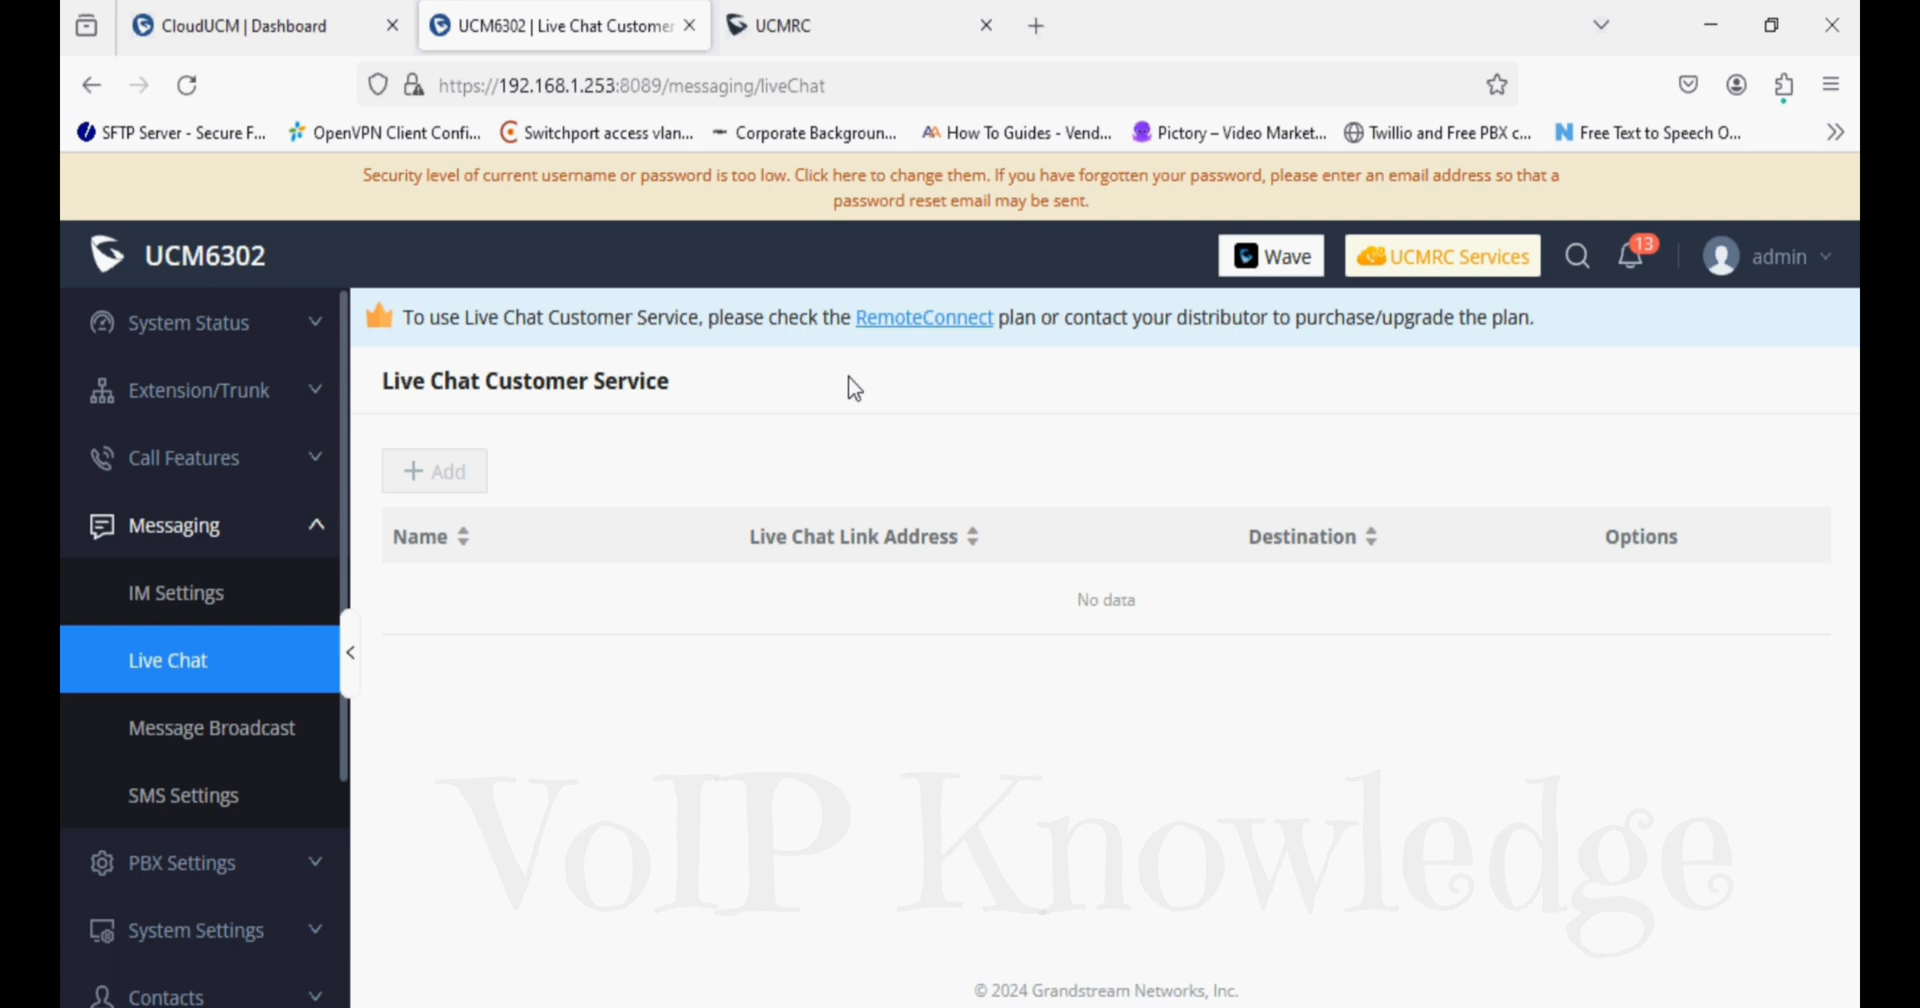 CloudUCM | Dashboard
UCM6302 | Live Chat Customer
UCMRC
https://192.168.1.253:8089/messaging/liveChat
SFTP Server - Secure F...
OpenVPN Client Confi...
Switchport access vlan...
Corporate Backgroun...
How To Guides - Vend...
Pictory – Video Market...
Twillio and Free PBX c...
Free Text to Speech O...
Security level of current username or password is too low. Click here to change them. If you have forgotten your password, please enter an email address so that a
password reset email may be sent.
UCM6302
Wave
UCMRC Services
13
admin
System Status
Extension/Trunk
Call Features
Messaging
IM Settings
Live Chat
Message Broadcast
SMS Settings
PBX Settings
System Settings
Contacts
To use Live Chat Customer Service, please check the RemoteConnect plan or contact your distributor to purchase/upgrade the plan.
Live Chat Customer Service
+ Add
Name Live Chat Link Address Destination Options
No data
VoIP Knowledge
© 2024 Grandstream Networks, Inc.